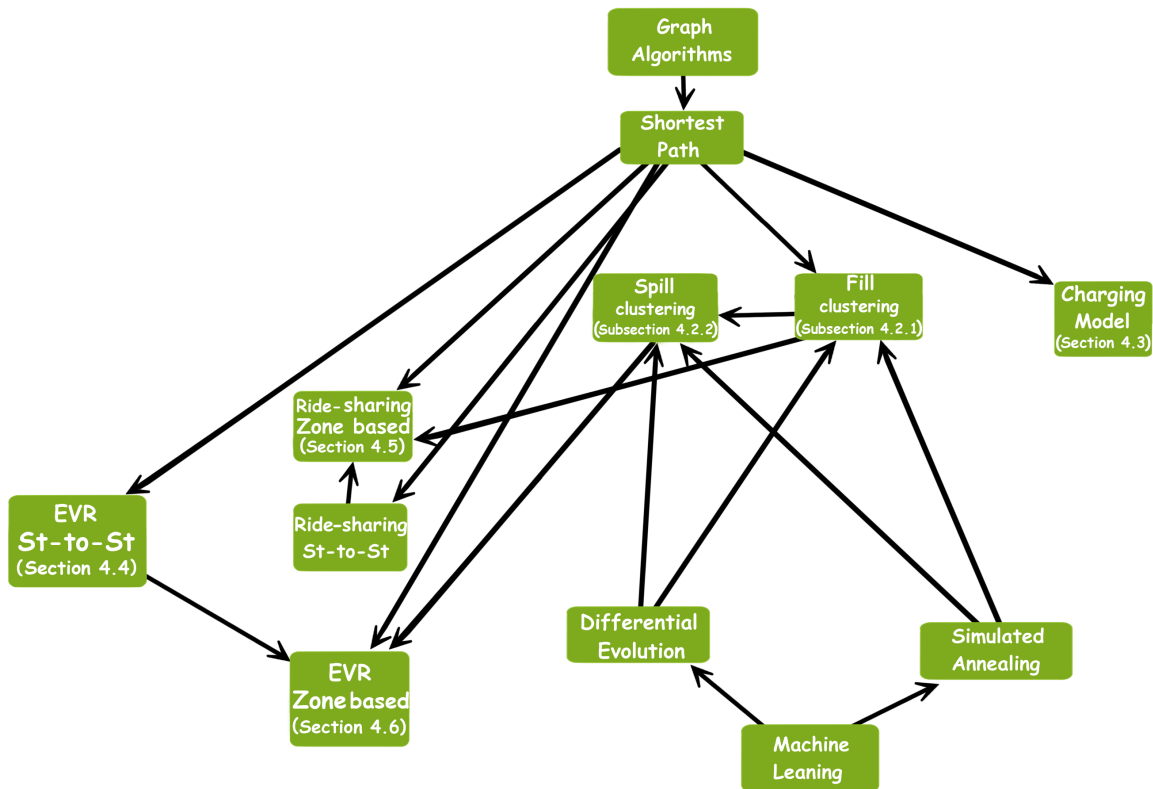 Graph
Algorithms
Shortest
Path
Spill
clustering
(Subsection 4.2.2)
Fill
clustering
(Subsection 4.2.1)
Charging
Model
(Section 4.3)
Ride-sharing
Zone based
(Section 4.5)
EVR
St-to-St
(Section 4.4)
Ride-sharing
St-to-St
Differential
Evolution
Simulated
Annealing
EVR
Zone based
(Section 4.6)
Machine
Leaning